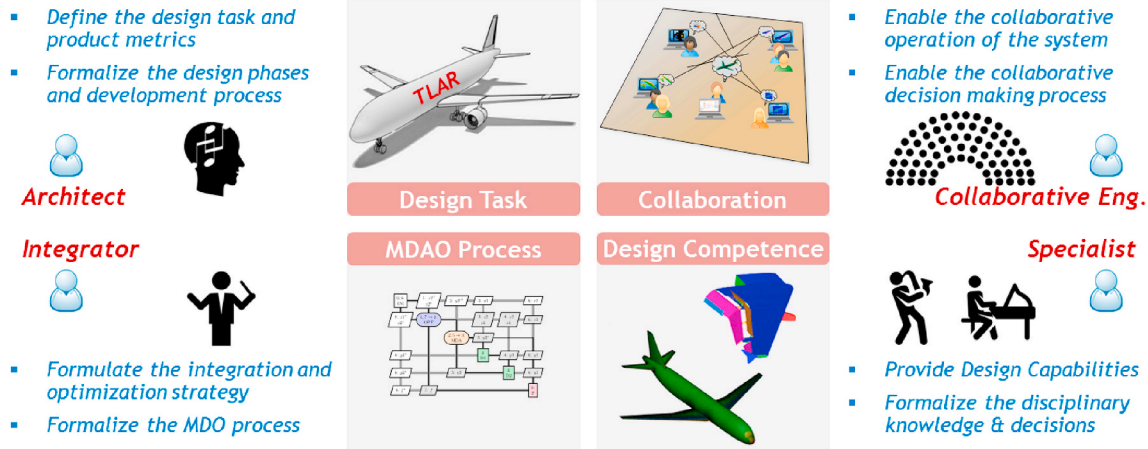 Define the design task and
product metrics
Formalize the design phases
and development process
Architect
TLAR
Design Task
Collaboration
Enable the collaborative
operation of the system
Enable the collaborative
decision making process
Collaborative Eng.
Integrator
Formulate the integration and
optimization strategy
Formalize the MDO process
MDAO Process
Design Competence
Specialist
Provide Design Capabilities
Formalize the disciplinary
knowledge & decisions